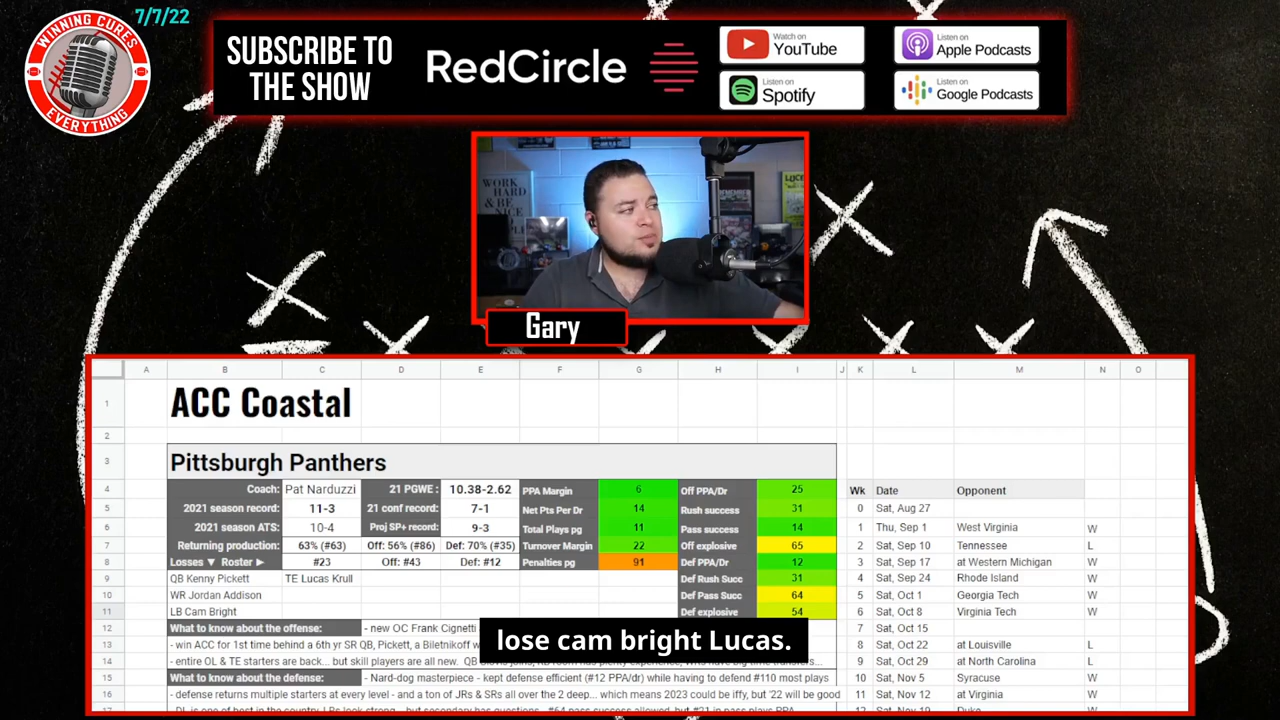 7/7/22
WINNING CURES
EVERYTHING
SUBSCRIBE TO
THE SHOW
RedCircle
Watch on
YouTube
Listen on
Spotify
Listen on
Apple Podcasts
Listen on
Google Podcasts
WORK
HARD
& BE
NICE
Gary
A B C D E F G H I J K L M N O
1 ACC Coastal
2
3 Pittsburgh Panthers
4 Coach: Pat Narduzzi 21 PGWE : 10.38-2.62 PPA Margin 6 Off PPA/Dr 25 Wk Date Opponent
5 2021 season record: 11-3 21 conf record: 7-1 Net Pts Per Dr 14 Rush success 31 0 Sat, Aug 27
6 2021 season ATS: 10-4 Proj SP+ record: 9-3 Total Plays pg 11 Pass success 14 1 Thu, Sep 1 West Virginia W
7 Returning production: 63% (#63) Off: 56% (#86) Def: 70% (#35) Turnover Margin 22 Off explosive 65 2 Sat, Sep 10 Tennessee L
8 Losses ▼ Roster ► #23 Off: #43 Def: #12 Penalties pg 91 Def PPA/Dr 12 3 Sat, Sep 17 at Western Michigan W
9 QB Kenny Pickett TE Lucas Krull Def Rush Succ 31 4 Sat, Sep 24 Rhode Island W
10 WR Jordan Addison Def Pass Succ 64 5 Sat, Oct 1 Georgia Tech W
11 LB Cam Bright Def explosive 54 6 Sat, Oct 8 Virginia Tech W
12 What to know about the offense: - new OC Frank Cignetti 7 Sat, Oct 15
13 - win ACC for 1st time behind a 6th yr SR QB, Pickett, a Biletnikoff w 8 Sat, Oct 22 at Louisville L
14 - entire OL & TE starters are back... but skill players are all new. 9 Sat, Oct 29 at North Carolina L
15 What to know about the defense: - Nard-dog masterpiece - kept defense efficient (#12 PPA/dr) while having to defend #110 most plays 10 Sat, Nov 5 Syracuse W
16 - defense returns multiple starters at every level - and a ton of JRs & SRs all over the 2 deep... which means 2023 could be iffy, but '22 will be good 11 Sat, Nov 12 at Virginia W
lose cam bright Lucas.